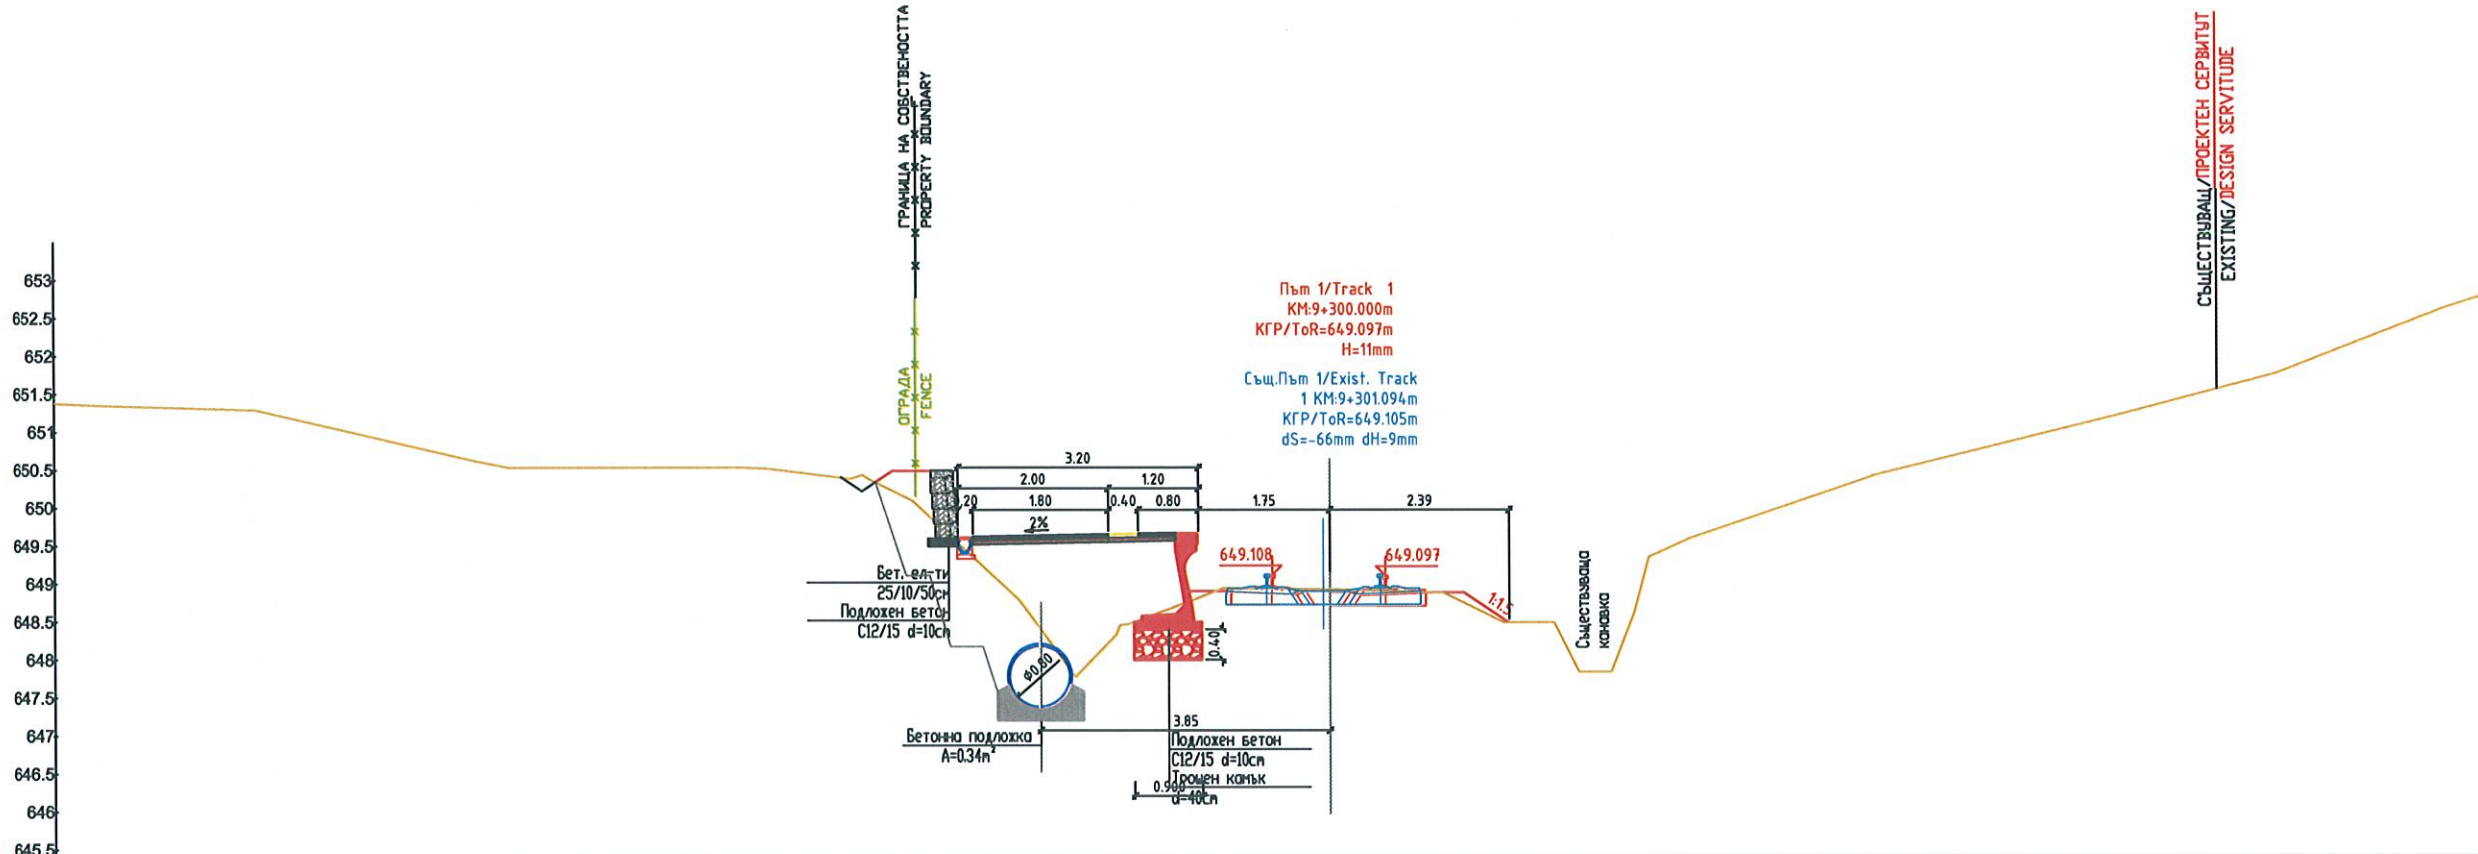 ГРАНИЦА НА СОБСТВЕНОСТТА
PROPERTY BOUNDARY
СЪЩЕСТВУВАЩ/ПРОЕКТЕН СЕРВИТУТ
EXISTING/DESIGN SERVITUDE
ОГРАДА
FENCE
Път 1/Track 1
КМ:9+300.000m
КГР/ToR=649.097m
H=11mm
Същ.Път 1/Exist. Track
1 КМ:9+301.094m
КГР/ToR=649.105m
dS=-66mm dH=9mm
653
652.5
652
651.5
651
650.5
650
649.5
649
648.5
648
647.5
647
646.5
646
645.5
3.20
2.00 1.20
.20 1.80 0.40 0.80 1.75 2.39
2%
649.108 649.097
1:1.5
Съществуваща
канавка
Бет. ел-ти
25/10/50cm
Подложен бетон
C12/15 d=10cm
0.40
Ø0.80
3.85
Бетонна подложка
A=0.34m²
Подложен бетон
C12/15 d=10cm
Трошен камък
d=40cm
0.900